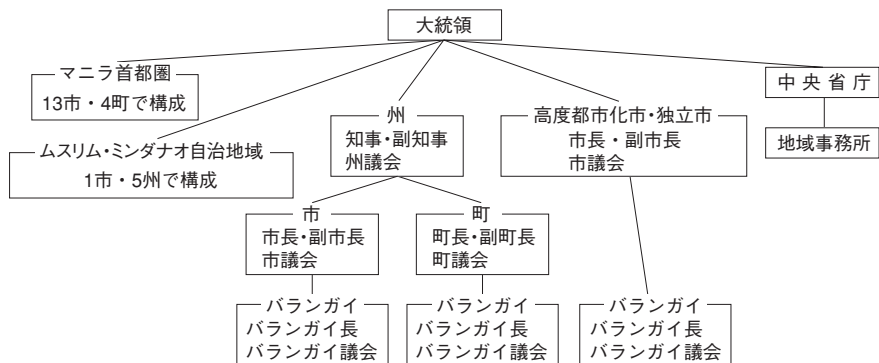 大統領
マニラ首都圏
13市・4町で構成
中央省庁
州
知事・副知事
州議会
高度都市化市・独立市
市長・副市長
市議会
地域事務所
ムスリム・ミンダナオ自治地域
1市・5州で構成
市
市長・副市長
市議会
町
町長・副町長
町議会
バランガイ
バランガイ長
バランガイ議会
バランガイ
バランガイ長
バランガイ議会
バランガイ
バランガイ長
バランガイ議会